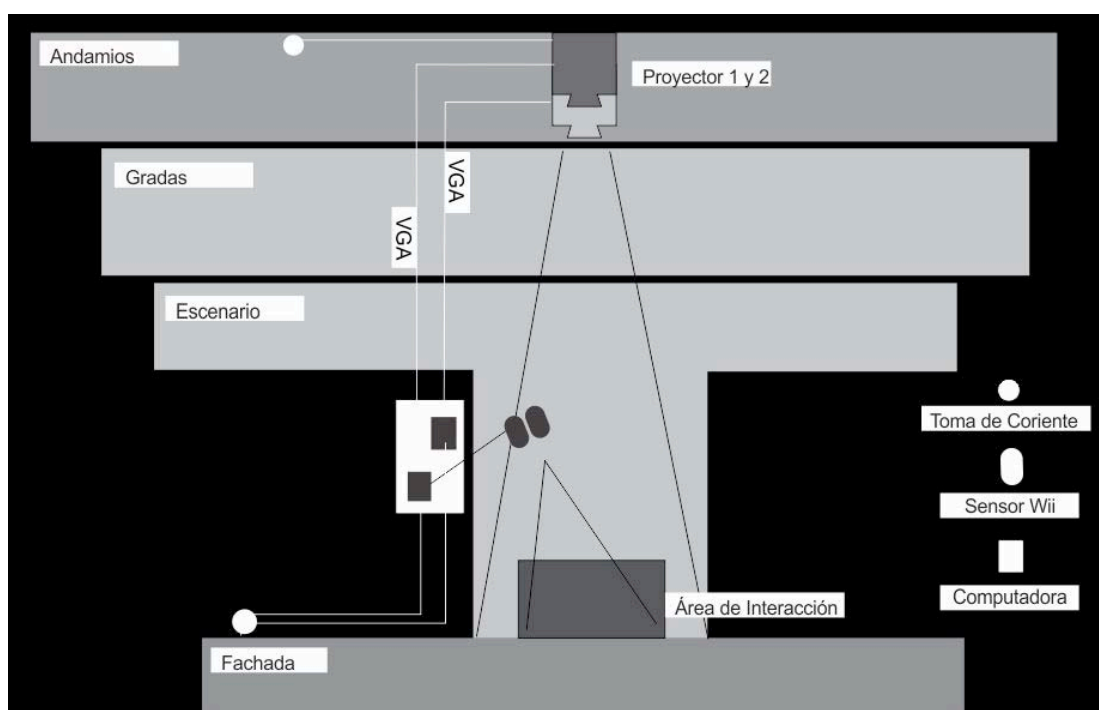 Andamios
Proyector 1 y 2
Gradas
VGA
VGA
Escenario
Toma de Coriente
Sensor Wii
Computadora
Área de Interacción
Fachada